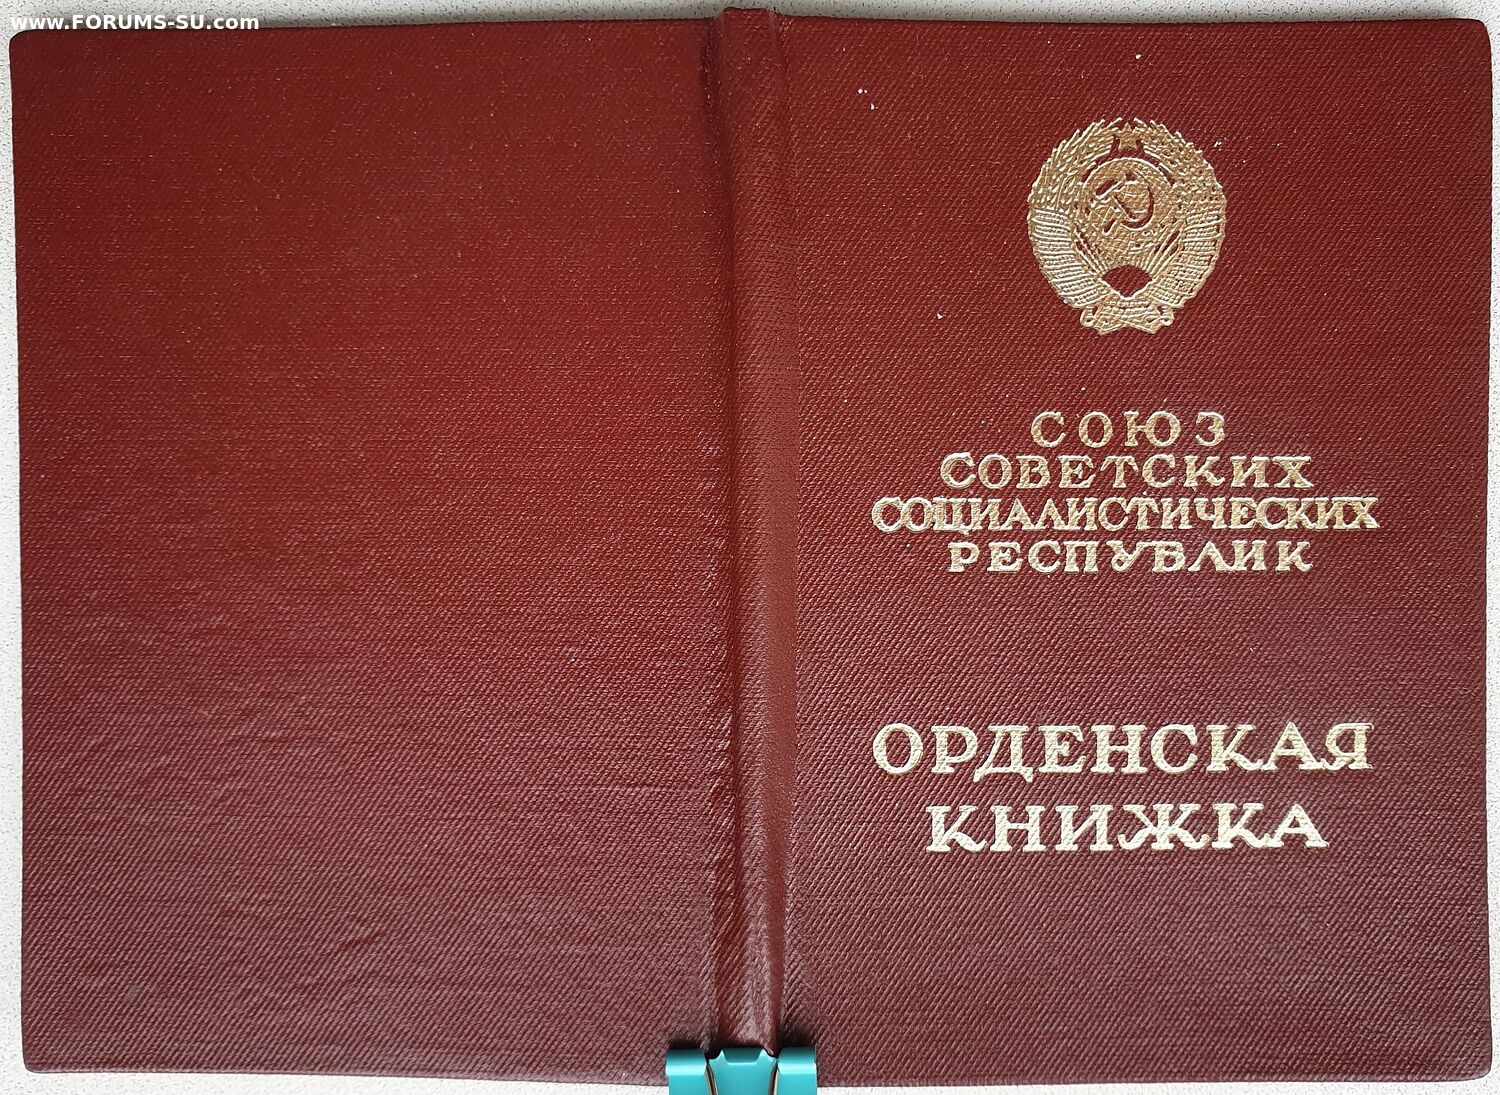 www.FORUMS-SU.com
СОЮЗ
СОВЕТСКИХ
СОЦИАЛИСТИЧЕСКИХ
РЕСПУБЛИК
ОРДЕНСКАЯ
КНИЖКА